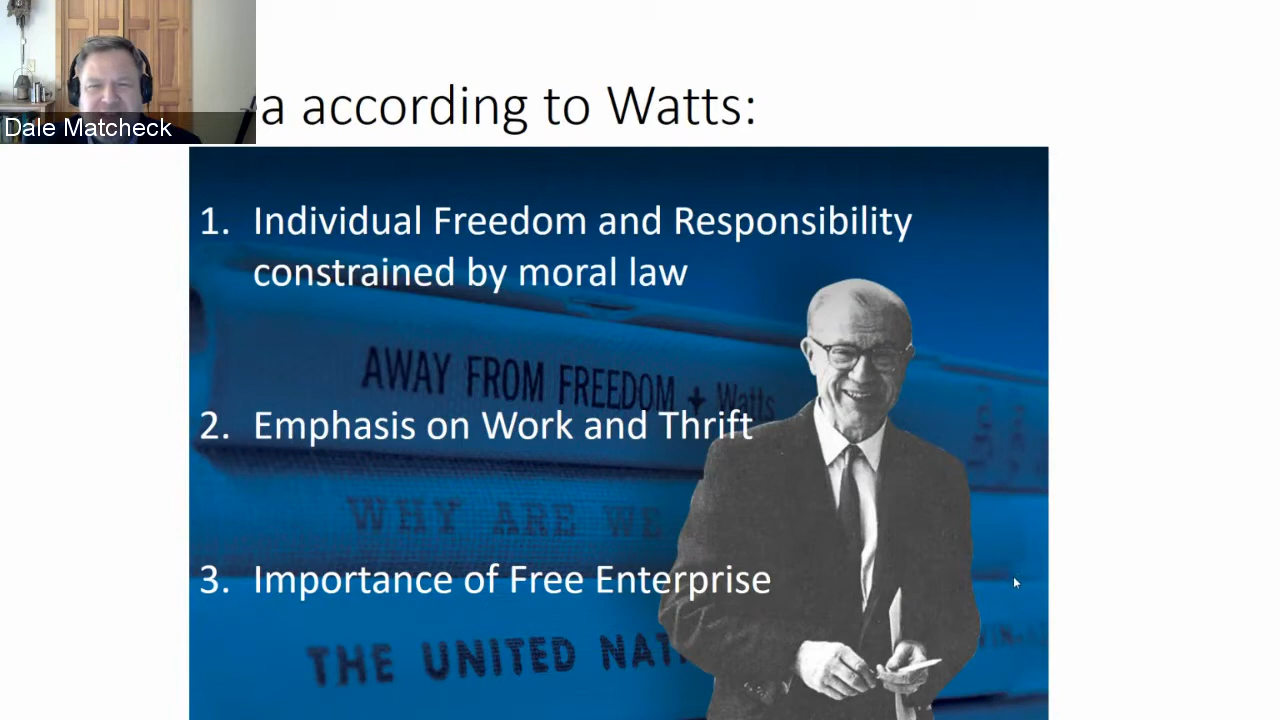 Dale Matcheck
a according to Watts:
1. Individual Freedom and Responsibility
constrained by moral law
AWAY FROM FREEDOM + Watts
2. Emphasis on Work and Thrift
WHY ARE WE
3. Importance of Free Enterprise
THE UNITED NAT